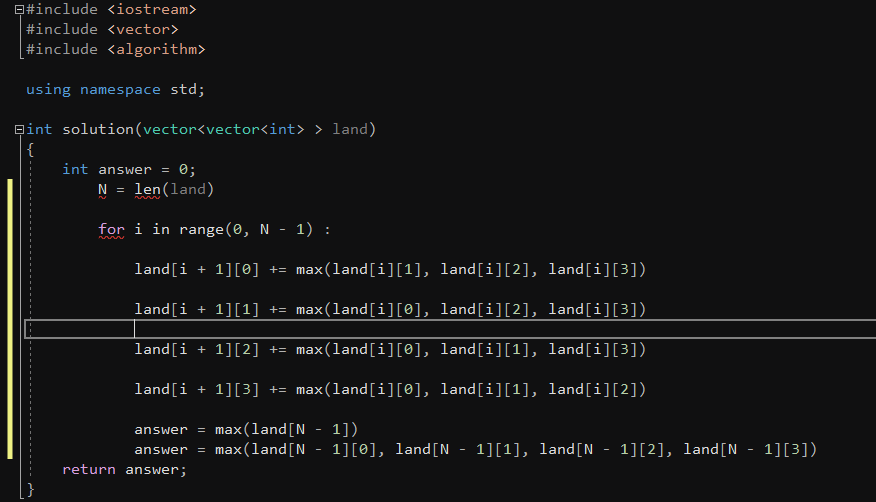 #include <iostream>
#include <vector>
#include <algorithm>
using namespace std;
int solution(vector<vector<int> > land)
{
int answer = 0;
N = len(land)
for i in range(0, N - 1) :
land[i + 1][0] += max(land[i][1], land[i][2], land[i][3])
land[i + 1][1] += max(land[i][0], land[i][2], land[i][3])
land[i + 1][2] += max(land[i][0], land[i][1], land[i][3])
land[i + 1][3] += max(land[i][0], land[i][1], land[i][2])
answer = max(land[N - 1])
answer = max(land[N - 1][0], land[N - 1][1], land[N - 1][2], land[N - 1][3])
return answer;
}